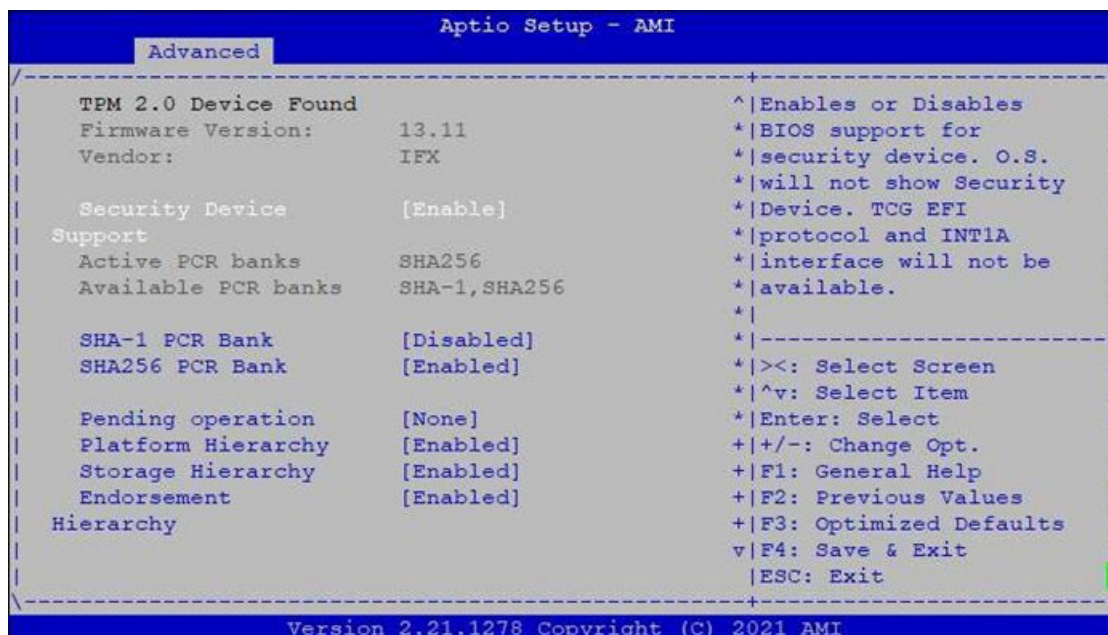 Aptio Setup - AMI
Advanced
TPM 2.0 Device Found
Firmware Version: 13.11
Vendor: IFX
Security Device Support [Enable]
Active PCR banks SHA256
Available PCR banks SHA-1,SHA256
SHA-1 PCR Bank [Disabled]
SHA256 PCR Bank [Enabled]
Pending operation [None]
Platform Hierarchy [Enabled]
Storage Hierarchy [Enabled]
Endorsement Hierarchy [Enabled]
Enables or Disables
BIOS support for
security device. O.S.
will not show Security
Device. TCG EFI
protocol and INT1A
interface will not be
available.
><: Select Screen
^v: Select Item
Enter: Select
+/-: Change Opt.
F1: General Help
F2: Previous Values
F3: Optimized Defaults
F4: Save & Exit
ESC: Exit
Version 2.21.1278 Copyright (C) 2021 AMI